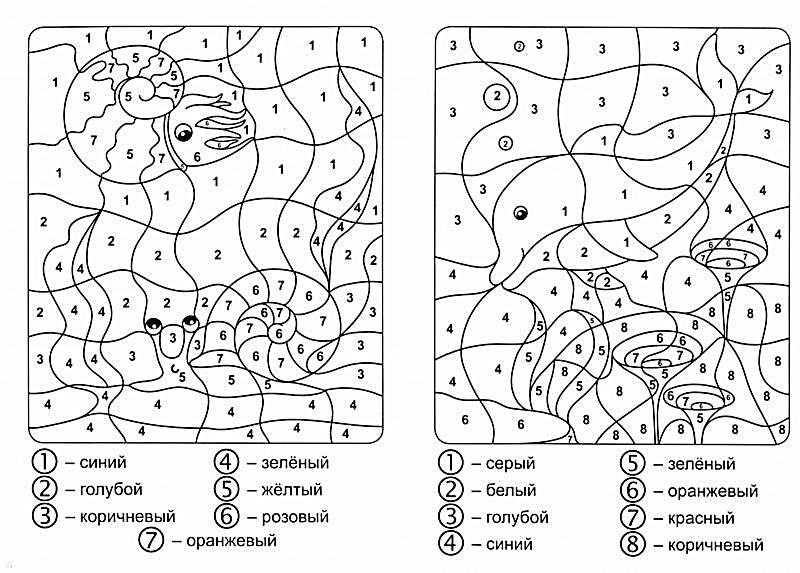 ① – синий
② – голубой
③ – коричневый
④ – зелёный
⑤ – жёлтый
⑥ – розовый
⑦ – оранжевый
① – серый
② – белый
③ – голубой
④ – синий
⑤ – зелёный
⑥ – оранжевый
⑦ – красный
⑧ – коричневый